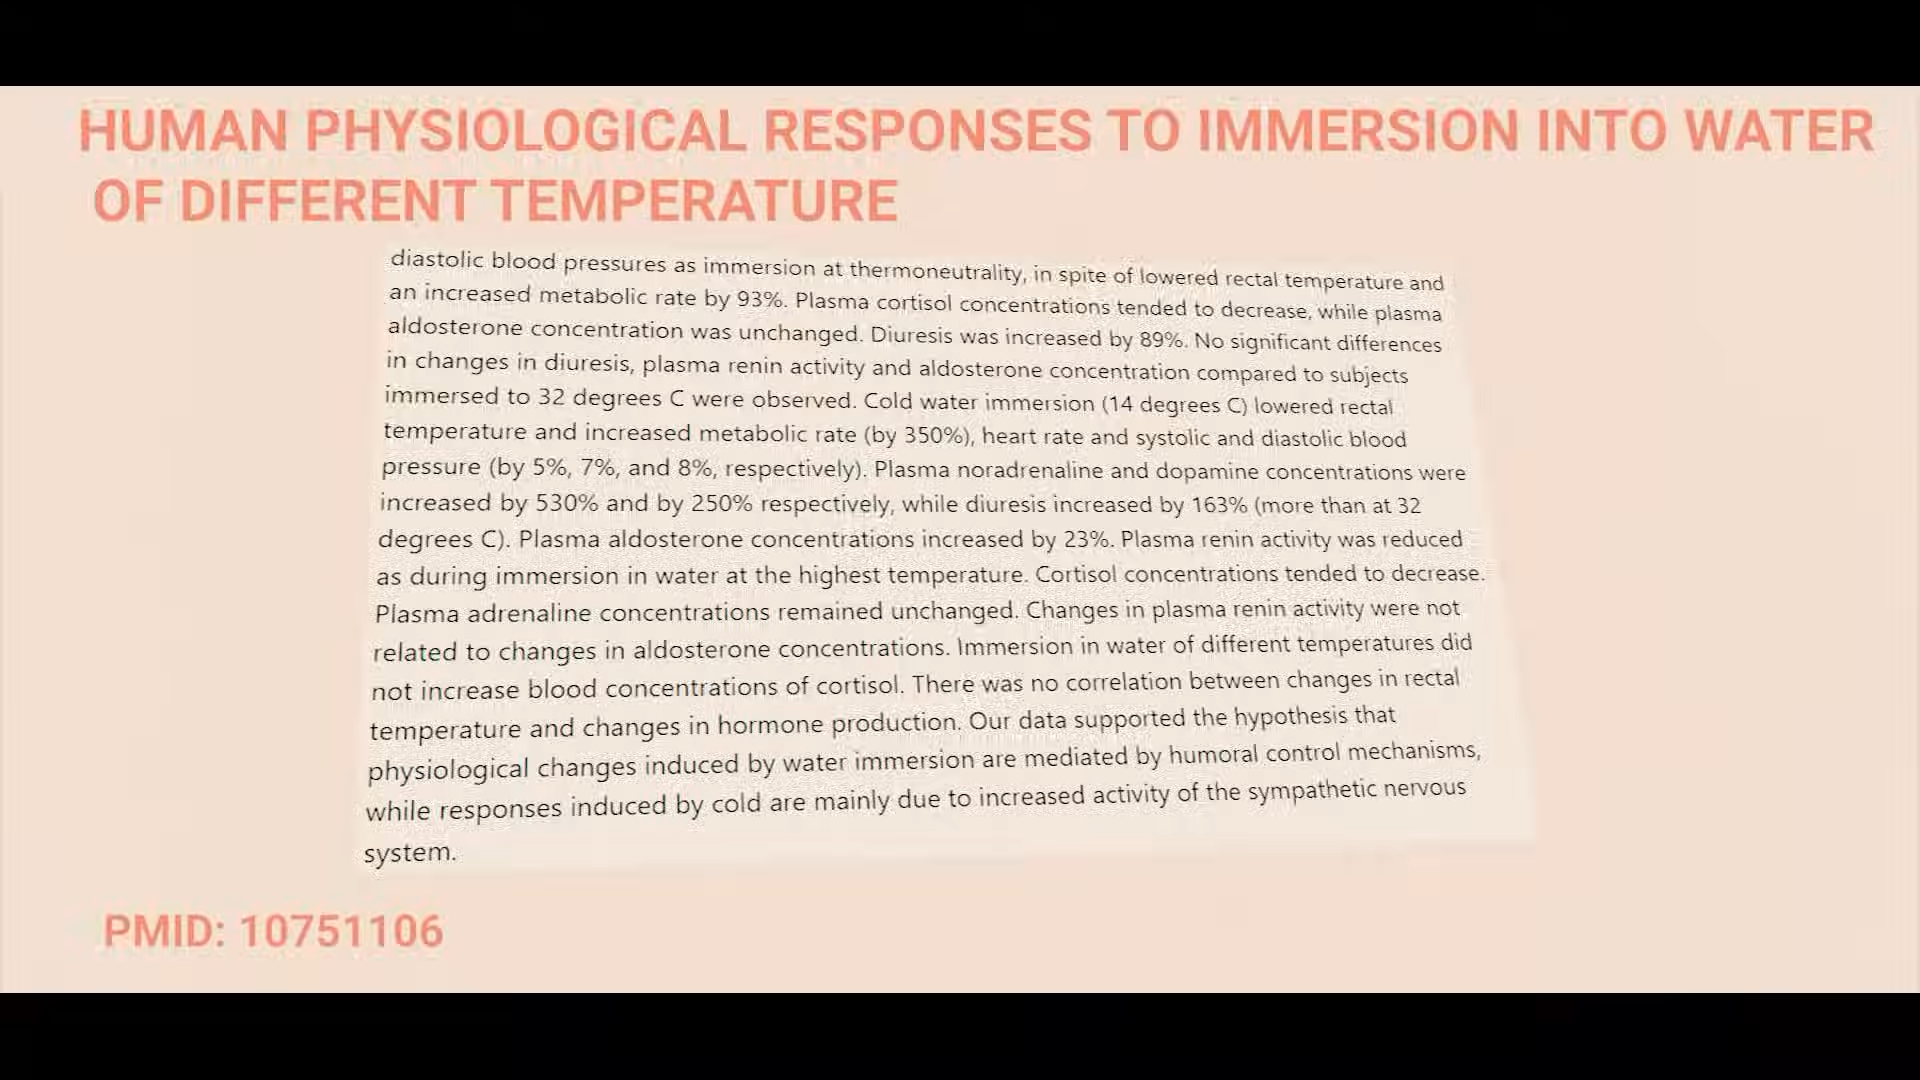 HUMAN PHYSIOLOGICAL RESPONSES TO IMMERSION INTO WATER
OF DIFFERENT TEMPERATURE
diastolic blood pressures as immersion at thermoneutrality, in spite of lowered rectal temperature and
an increased metabolic rate by 93%. Plasma cortisol concentrations tended to decrease, while plasma
aldosterone concentration was unchanged. Diuresis was increased by 89%. No significant differences
in changes in diuresis, plasma renin activity and aldosterone concentration compared to subjects
immersed to 32 degrees C were observed. Cold water immersion (14 degrees C) lowered rectal
temperature and increased metabolic rate (by 350%), heart rate and systolic and diastolic blood
pressure (by 5%, 7%, and 8%, respectively). Plasma noradrenaline and dopamine concentrations were
increased by 530% and by 250% respectively, while diuresis increased by 163% (more than at 32
degrees C). Plasma aldosterone concentrations increased by 23%. Plasma renin activity was reduced
as during immersion in water at the highest temperature. Cortisol concentrations tended to decrease.
Plasma adrenaline concentrations remained unchanged. Changes in plasma renin activity were not
related to changes in aldosterone concentrations. Immersion in water of different temperatures did
not increase blood concentrations of cortisol. There was no correlation between changes in rectal
temperature and changes in hormone production. Our data supported the hypothesis that
physiological changes induced by water immersion are mediated by humoral control mechanisms,
while responses induced by cold are mainly due to increased activity of the sympathetic nervous
system.
PMID: 10751106